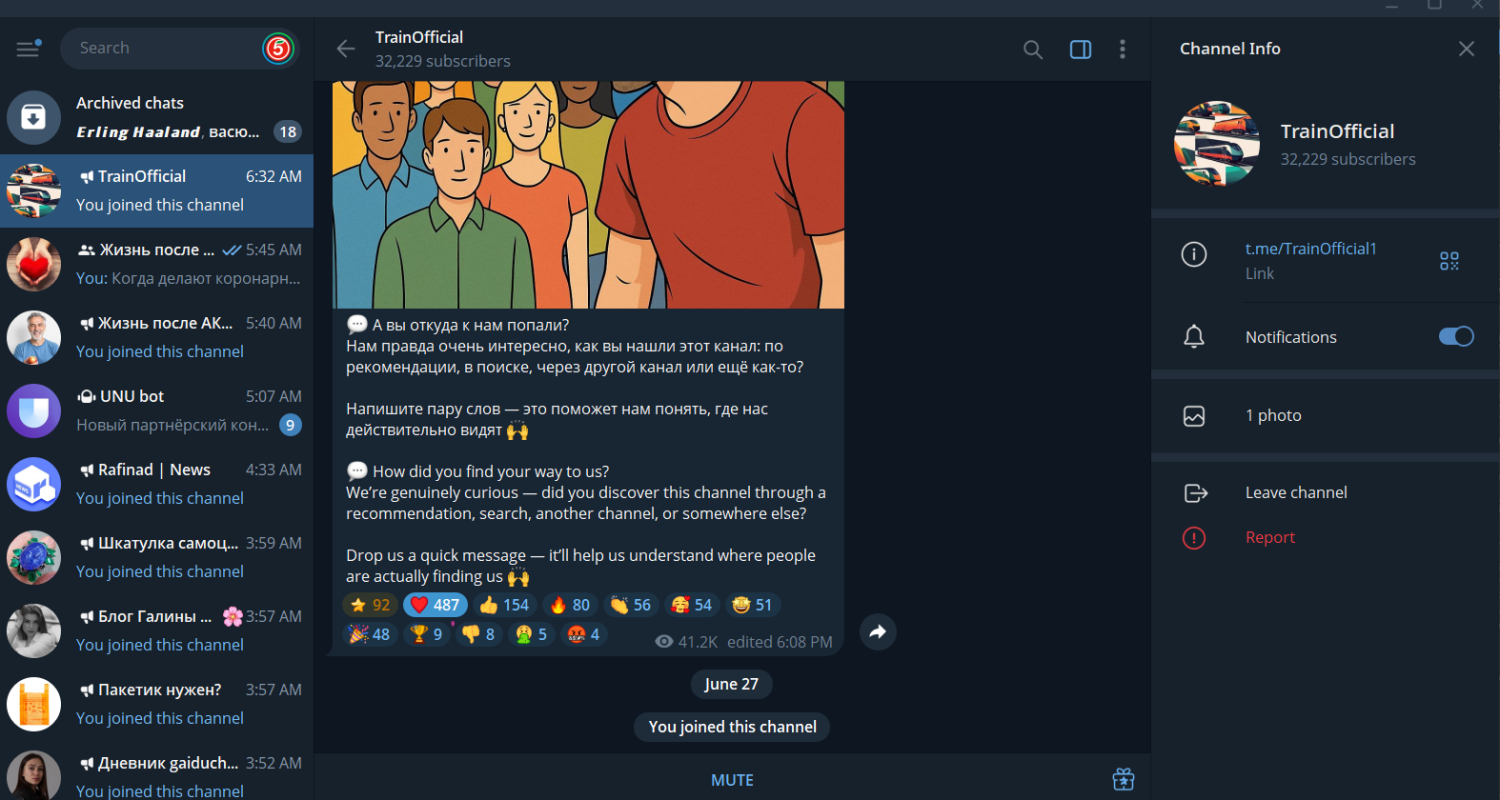 Search
5
Archived chats
Erling Haaland, васю...
18
TrainOfficial
6:32 AM
You joined this channel
Жизнь после ...
5:45 AM
You: Когда делают коронарн...
Жизнь после АК...
5:40 AM
You joined this channel
UNU bot
5:07 AM
Новый партнёрский кон...
9
Rafinad | News
4:33 AM
You joined this channel
Шкатулка самоц...
3:59 AM
You joined this channel
Блог Галины ... 🌸
3:57 AM
You joined this channel
Пакетик нужен?
3:57 AM
You joined this channel
Дневник gaiduch...
3:52 AM
You joined this channel
TrainOfficial
32,229 subscribers
💬 А вы откуда к нам попали?
Нам правда очень интересно, как вы нашли этот канал: по
рекомендации, в поиске, через другой канал или ещё как-то?
Напишите пару слов — это поможет нам понять, где нас
действительно видят 🙌
💬 How did you find your way to us?
We’re genuinely curious — did you discover this channel through a
recommendation, search, another channel, or somewhere else?
Drop us a quick message — it’ll help us understand where people
are actually finding us 🙌
⭐ 92 ❤️ 487 👍 154 🔥 80 👏 56 🥰 54 🤩 51
🎉 48 🏆 9 👎 8 🤮 5 🤬 4
41.2K edited 6:08 PM
June 27
You joined this channel
MUTE
Channel Info
TrainOfficial
32,229 subscribers
t.me/TrainOfficial1
Link
Notifications
1 photo
Leave channel
Report